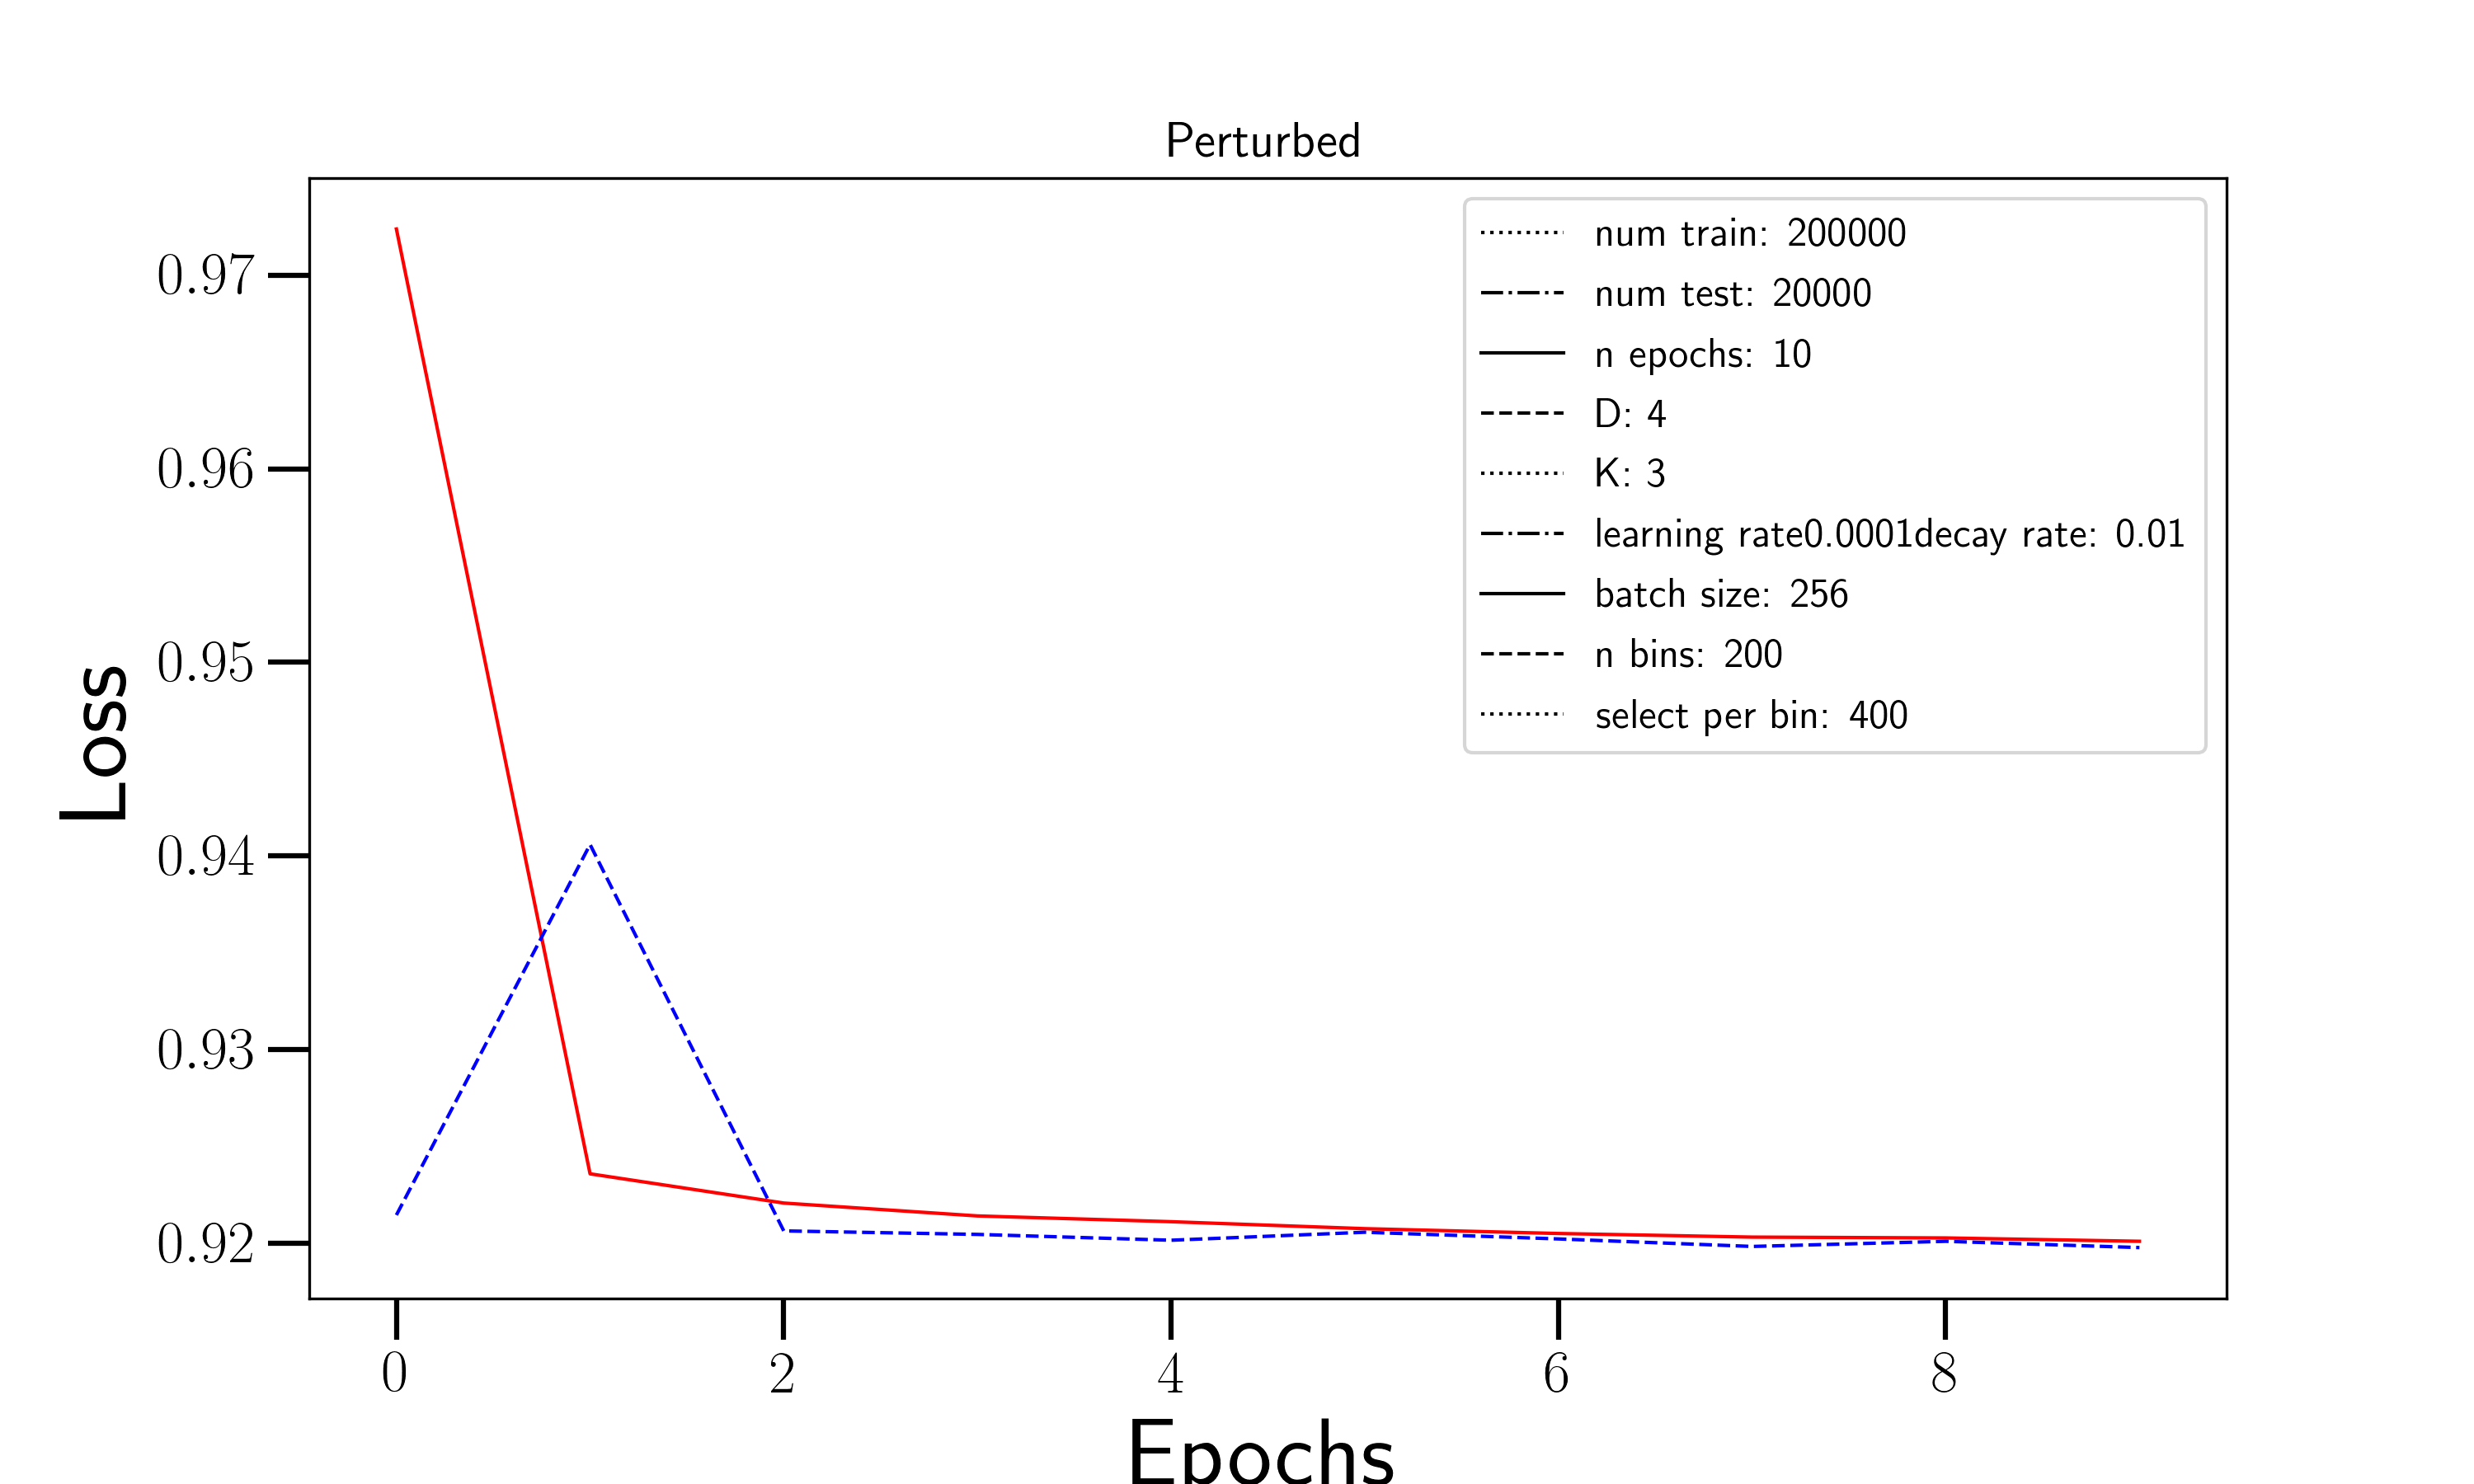 Perturbed
num train: 200000
num test: 20000
n epochs: 10
D: 4
K: 3
learning rate0.0001decay rate: 0.01
batch size: 256
n bins: 200
select per bin: 400
Loss
0.97
0.96
0.95
0.94
0.93
0.92
0 2 4 6 8
Epochs